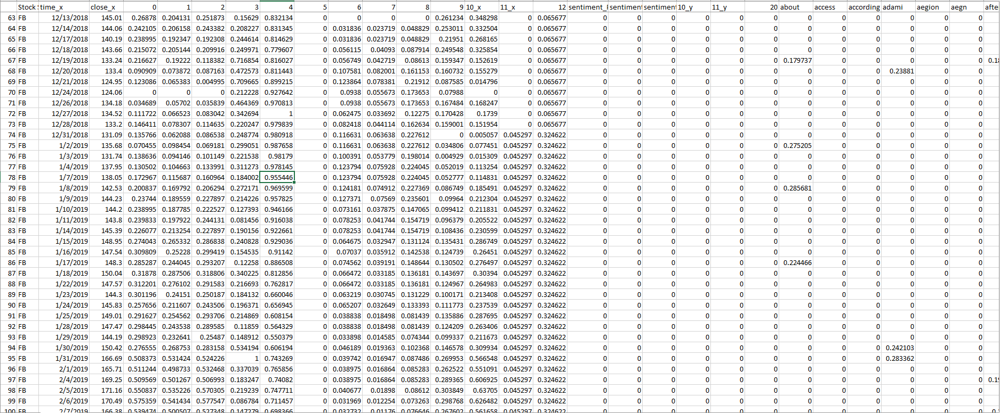 Stock S time_x close_x 0 1 2 3 4 5 6 7 8 9 10_x 11_x 12 sentiment_ sentiment sentiment 10_y 11_y 20 about access according adami aegion aegn afte
63 FB 12/13/2018 145.01 0.26878 0.204131 0.251873 0.15629 0.832134 0 0 0 0 0.261234 0.348298 0 0.065677 0 0 0 0 0 0 0 0 0 0 0 0
64 FB 12/14/2018 144.06 0.242105 0.206158 0.243382 0.208227 0.831345 0 0.031836 0.023719 0.048829 0.253011 0.332504 0 0.065677 0 0 0 0 0 0 0 0 0 0 0 0
65 FB 12/17/2018 140.19 0.238995 0.192347 0.192308 0.244614 0.814629 0 0.031836 0.023719 0.048829 0.21951 0.268165 0 0.065677 0 0 0 0 0 0 0 0 0 0 0 0
66 FB 12/18/2018 143.66 0.215072 0.205144 0.209916 0.249971 0.779607 0 0.056115 0.04093 0.087914 0.249548 0.325854 0 0.065677 0 0 0 0 0 0 0 0 0 0 0 0
67 FB 12/19/2018 133.24 0.216627 0.19222 0.118382 0.716854 0.816027 0 0.056749 0.042719 0.08613 0.159347 0.152619 0 0.065677 0 0 0 0 0 0 0.179737 0 0 0 0 0 0.18
68 FB 12/20/2018 133.4 0.090909 0.073872 0.087163 0.472573 0.811443 0 0.107581 0.082001 0.161153 0.160732 0.155279 0 0.065677 0 0 0 0 0 0 0 0 0 0.23881 0 0
69 FB 12/21/2018 124.95 0.123086 0.065383 0.004995 0.709665 0.899215 0 0.123864 0.078381 0.21912 0.087585 0.014796 0 0.065677 0 0 0 0 0 0 0 0 0 0 0 0
70 FB 12/24/2018 124.06 0 0 0 0.212228 0.927642 0 0.0938 0.055673 0.173653 0.07988 0 0 0.065677 0 0 0 0 0 0 0 0 0 0 0 0
71 FB 12/26/2018 134.18 0.034689 0.05702 0.035839 0.464369 0.970813 0 0.0938 0.055673 0.173653 0.167484 0.168247 0 0.065677 0 0 0 0 0 0 0 0 0 0 0 0
72 FB 12/27/2018 134.52 0.111722 0.066523 0.083042 0.342694 1 0 0.062475 0.033692 0.12275 0.170428 0.1739 0 0.065677 0 0 0 0 0 0 0 0 0 0 0 0
73 FB 12/28/2018 133.2 0.146411 0.078307 0.114635 0.220247 0.979839 0 0.082418 0.044114 0.162634 0.159001 0.151954 0 0.065677 0 0 0 0 0 0 0 0 0 0 0 0
74 FB 12/31/2018 131.09 0.135766 0.062088 0.086538 0.248774 0.980918 0 0.116631 0.063638 0.227612 0 0.005057 0.045297 0.324622 0 0 0 0 0 0 0 0 0 0 0 0
75 FB 1/2/2019 135.68 0.070455 0.098454 0.069181 0.299051 0.987658 0 0.116631 0.063638 0.227612 0.034806 0.077451 0.045297 0.324622 0 0 0 0 0 0 0.275205 0 0 0 0 0
76 FB 1/3/2019 131.74 0.138636 0.094146 0.101149 0.221538 0.98179 0 0.100391 0.053779 0.198014 0.004929 0.015309 0.045297 0.324622 0 0 0 0 0 0 0 0 0 0 0 0
77 FB 1/4/2019 137.95 0.130502 0.104663 0.133991 0.311273 0.978145 0 0.123794 0.075928 0.224045 0.052019 0.113254 0.045297 0.324622 0 0 0 0 0 0 0 0 0 0 0 0
78 FB 1/7/2019 138.05 0.172967 0.115687 0.160964 0.184002 0.955446 0 0.123794 0.075928 0.224045 0.052777 0.114831 0.045297 0.324622 0 0 0 0 0 0 0 0 0 0 0 0
79 FB 1/8/2019 142.53 0.200837 0.169792 0.206294 0.272171 0.969599 0 0.124181 0.074912 0.227369 0.086749 0.185491 0.045297 0.324622 0 0 0 0 0 0 0.285681 0 0 0 0 0
80 FB 1/9/2019 144.23 0.23744 0.189559 0.227897 0.214226 0.957825 0 0.127371 0.07569 0.235601 0.09964 0.212304 0.045297 0.324622 0 0 0 0 0 0 0 0 0 0 0 0
81 FB 1/10/2019 144.2 0.238995 0.187785 0.222527 0.127393 0.946166 0 0.073161 0.037875 0.147065 0.099412 0.211831 0.045297 0.324622 0 0 0 0 0 0 0 0 0 0 0 0
82 FB 1/11/2019 143.8 0.239833 0.197922 0.244131 0.081456 0.916038 0 0.078253 0.041744 0.154719 0.096379 0.205522 0.045297 0.324622 0 0 0 0 0 0 0 0 0 0 0 0
83 FB 1/14/2019 145.39 0.226077 0.213254 0.227897 0.190156 0.922661 0 0.078253 0.041744 0.154719 0.108436 0.230599 0.045297 0.324622 0 0 0 0 0 0 0 0 0 0 0 0
84 FB 1/15/2019 148.95 0.274043 0.265332 0.286838 0.240828 0.929036 0 0.064675 0.032947 0.131124 0.135431 0.286749 0.045297 0.324622 0 0 0 0 0 0 0 0 0 0 0 0
85 FB 1/16/2019 147.54 0.309809 0.25228 0.299419 0.154535 0.91142 0 0.07037 0.035912 0.142538 0.124739 0.26451 0.045297 0.324622 0 0 0 0 0 0 0 0 0 0 0 0
86 FB 1/17/2019 148.3 0.285287 0.244045 0.293207 0.12258 0.886508 0 0.074562 0.039191 0.148644 0.130502 0.276497 0.045297 0.324622 0 0 0 0 0 0 0.224466 0 0 0 0 0
87 FB 1/18/2019 150.04 0.31878 0.287506 0.318806 0.340225 0.812856 0 0.066472 0.033185 0.136181 0.143697 0.30394 0.045297 0.324622 0 0 0 0 0 0 0 0 0 0 0 0
88 FB 1/22/2019 147.57 0.312201 0.276102 0.291583 0.216693 0.762817 0 0.066472 0.033185 0.136181 0.124967 0.264983 0.045297 0.324622 0 0 0 0 0 0 0 0 0 0 0 0
89 FB 1/23/2019 144.3 0.301196 0.24151 0.250187 0.184132 0.660046 0 0.063219 0.030745 0.131229 0.100171 0.213408 0.045297 0.324622 0 0 0 0 0 0 0 0 0 0 0 0
90 FB 1/24/2019 145.83 0.257656 0.211607 0.243506 0.196371 0.656945 0 0.065207 0.032649 0.133393 0.111773 0.237539 0.045297 0.324622 0 0 0 0 0 0 0 0 0 0 0 0
91 FB 1/25/2019 149.01 0.291627 0.254562 0.293706 0.214869 0.608154 0 0.038838 0.018498 0.081439 0.135886 0.287695 0.045297 0.324622 0 0 0 0 0 0 0 0 0 0 0 0
92 FB 1/28/2019 147.47 0.298445 0.243538 0.289585 0.11859 0.564329 0 0.038838 0.018498 0.081439 0.124209 0.263406 0.045297 0.324622 0 0 0 0 0 0 0 0 0 0 0 0
93 FB 1/29/2019 144.19 0.298923 0.232641 0.25487 0.148912 0.550379 0 0.033898 0.014585 0.074344 0.099337 0.211673 0.045297 0.324622 0 0 0 0 0 0 0 0 0 0 0 0
94 FB 1/30/2019 150.42 0.276555 0.268753 0.283158 0.534194 0.606194 0 0.046189 0.019363 0.102368 0.146578 0.309934 0.045297 0.324622 0 0 0 0 0 0 0 0 0 0.242103 0 0
95 FB 1/31/2019 166.69 0.508373 0.531424 0.524226 1 0.743269 0 0.039742 0.016947 0.087486 0.269953 0.566548 0.045297 0.324622 0 0 0 0 0 0 0 0 0 0.283362 0 0
96 FB 2/1/2019 165.71 0.511244 0.498733 0.532468 0.337039 0.765856 0 0.038975 0.016864 0.085283 0.262522 0.551091 0.045297 0.324622 0 0 0 0 0 0 0 0 0 0 0 0
97 FB 2/4/2019 169.25 0.509569 0.501267 0.506993 0.183247 0.74082 0 0.038975 0.016864 0.085283 0.289365 0.606925 0.045297 0.324622 0 0 0 0 0 0 0 0 0 0 0 0 0.19
98 FB 2/5/2019 171.16 0.550837 0.535226 0.570305 0.219239 0.747711 0 0.040677 0.01898 0.08612 0.303849 0.63705 0.045297 0.324622 0 0 0 0 0 0 0 0 0 0 0 0
99 FB 2/6/2019 170.49 0.575359 0.541434 0.577547 0.086784 0.711457 0 0.031969 0.012254 0.073263 0.298768 0.626482 0.045297 0.324622 0 0 0 0 0 0 0 0 0 0 0 0
100 FB 2/7/2019 166.38 0.539474 0.500507 0.527348 0.147279 0.698366 0 0.032732 0.01176 0.076646 0.267602 0.561658 0.045297 0.324622 0 0 0 0 0 0 0 0 0 0 0 0 0.